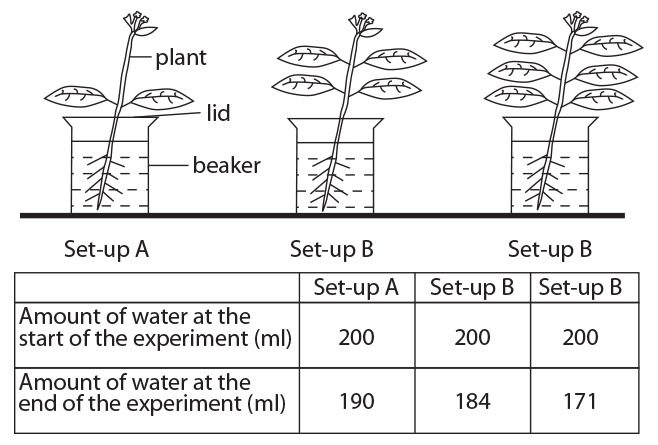 plant
lid
beaker
Set-up A
Set-up B
Set-up B
Set-up A
Set-up B
Set-up B
Amount of water at the
start of the experiment (ml)
200
200
200
Amount of water at the
end of the experiment (ml)
190
184
171